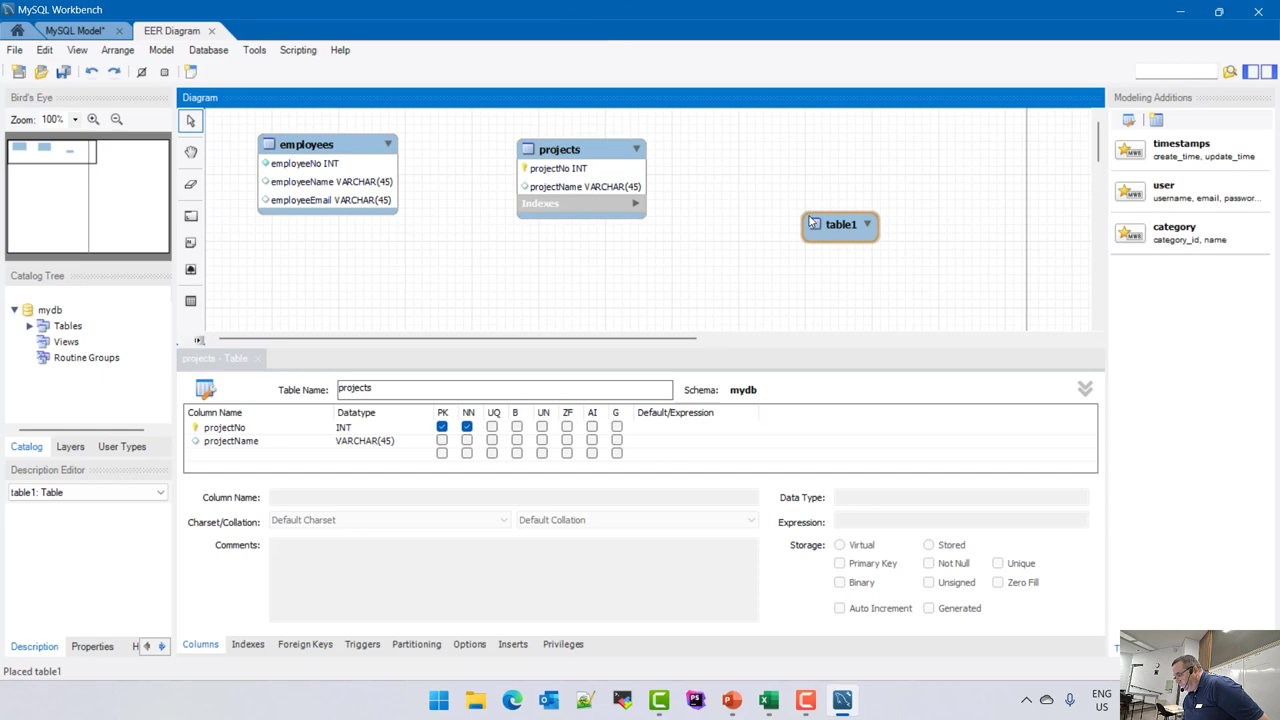 MySQL Workbench
MySQL Model*
EER Diagram
File Edit View Arrange Model Database Tools Scripting Help
Bird's Eye
Zoom: 100%
Diagram
Modeling Additions
employees
employeeNo INT
employeeName VARCHAR(45)
employeeEmail VARCHAR(45)
projects
projectNo INT
projectName VARCHAR(45)
Indexes
table1
timestamps
create_time, update_time
user
username, email, passwor...
category
category_id, name
Catalog Tree
mydb
Tables
Views
Routine Groups
Catalog Layers User Types
Description Editor
table1: Table
Description Properties H
projects - Table
Table Name: projects Schema: mydb
Column Name Datatype PK NN UQ B UN ZF AI G Default/Expression
projectNo INT
projectName VARCHAR(45)
Column Name: Data Type:
Charset/Collation: Default Charset Default Collation Expression:
Comments: Storage: Virtual Stored
Primary Key Not Null Unique
Binary Unsigned Zero Fill
Auto Increment Generated
Columns Indexes Foreign Keys Triggers Partitioning Options Inserts Privileges
Placed table1
ENG
US